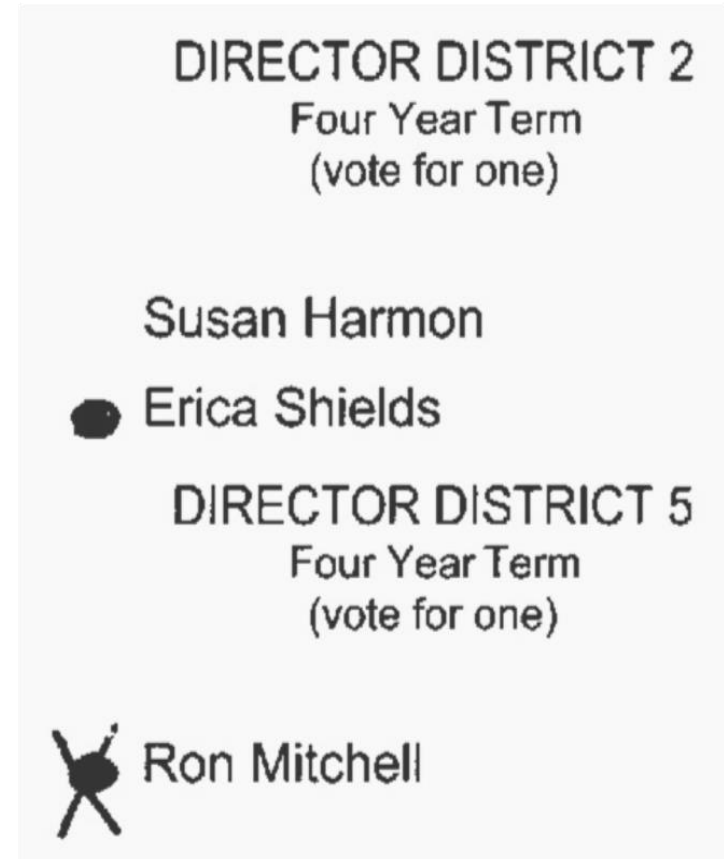 DIRECTOR DISTRICT 2
Four Year Term
(vote for one)
Susan Harmon
Erica Shields
DIRECTOR DISTRICT 5
Four Year Term
(vote for one)
Ron Mitchell